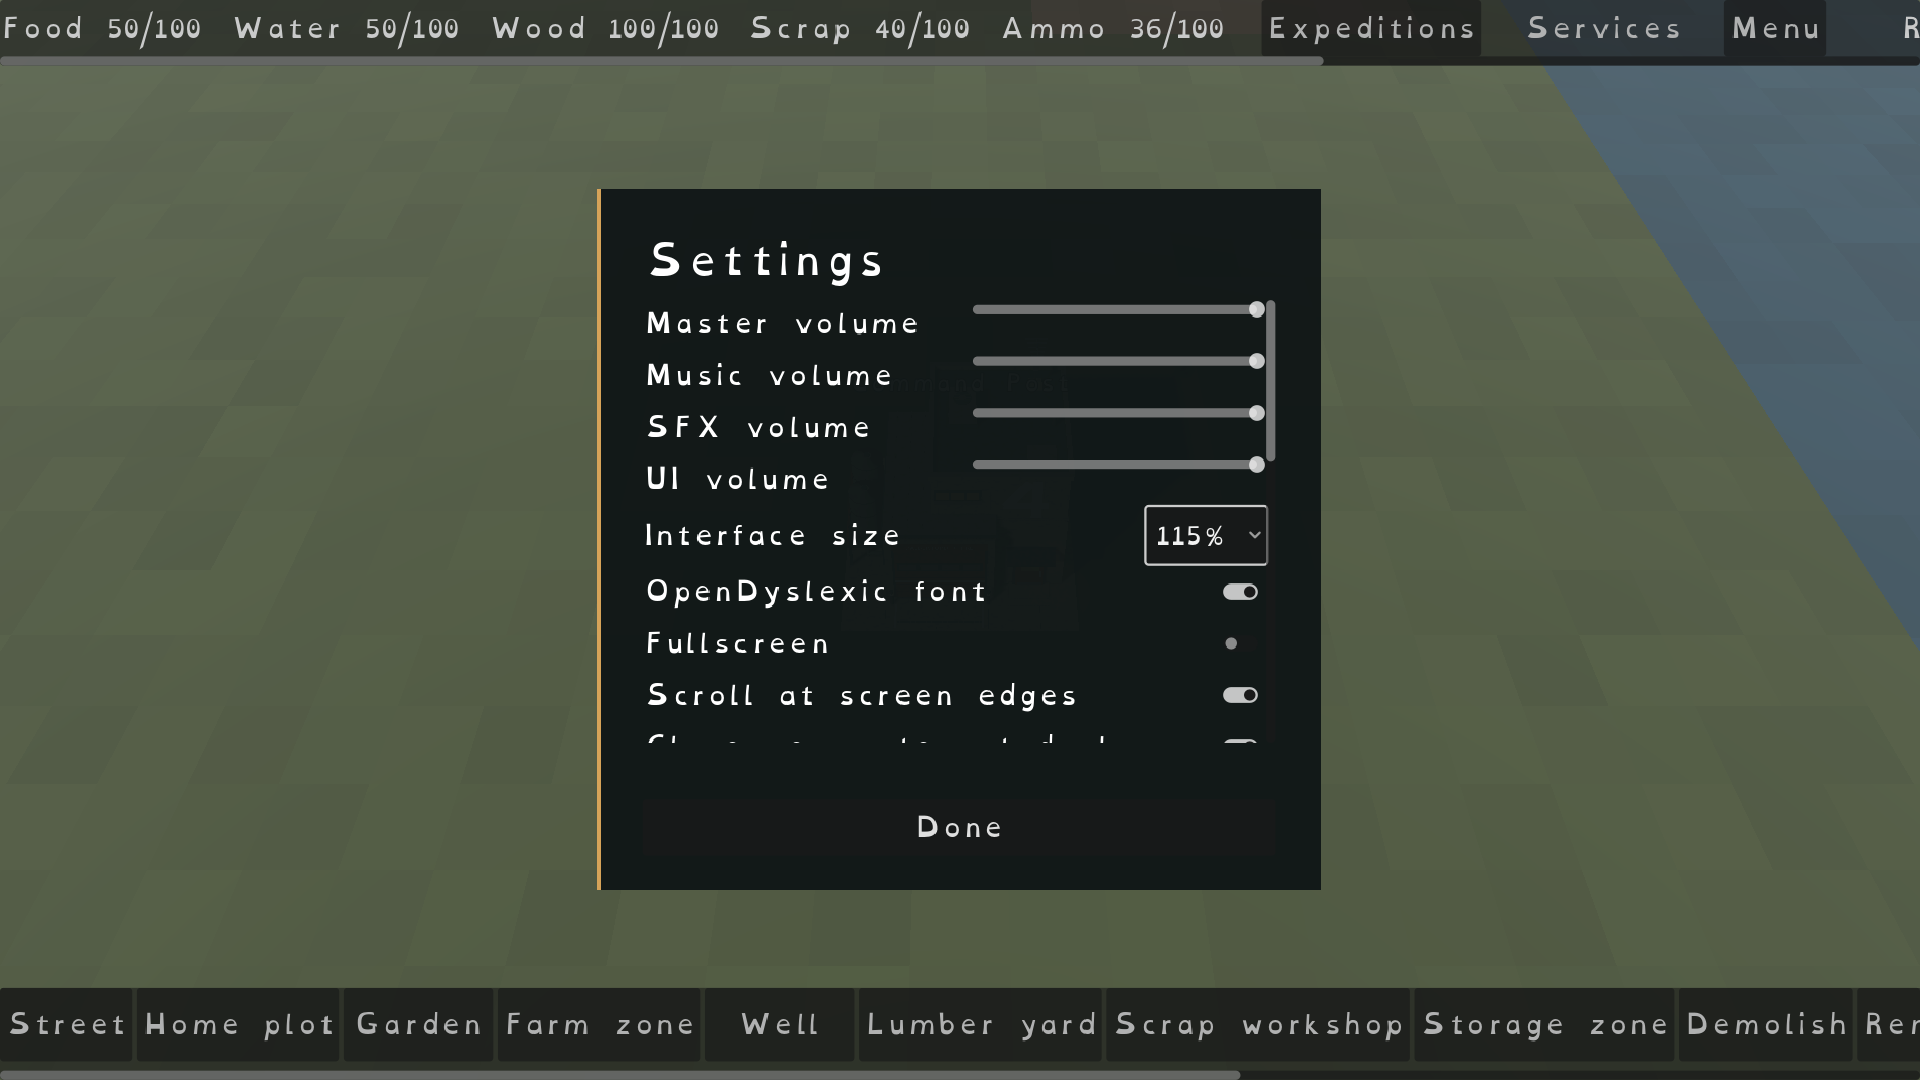 Food 50/100 Water 50/100 Wood 100/100 Scrap 40/100 Ammo 36/100 Expeditions Services Menu
Settings
Master volume
Music volume
SFX volume
UI volume
Interface size 115%
OpenDyslexic font
Fullscreen
Scroll at screen edges
Done
Street Home plot Garden Farm zone Well Lumber yard Scrap workshop Storage zone Demolish